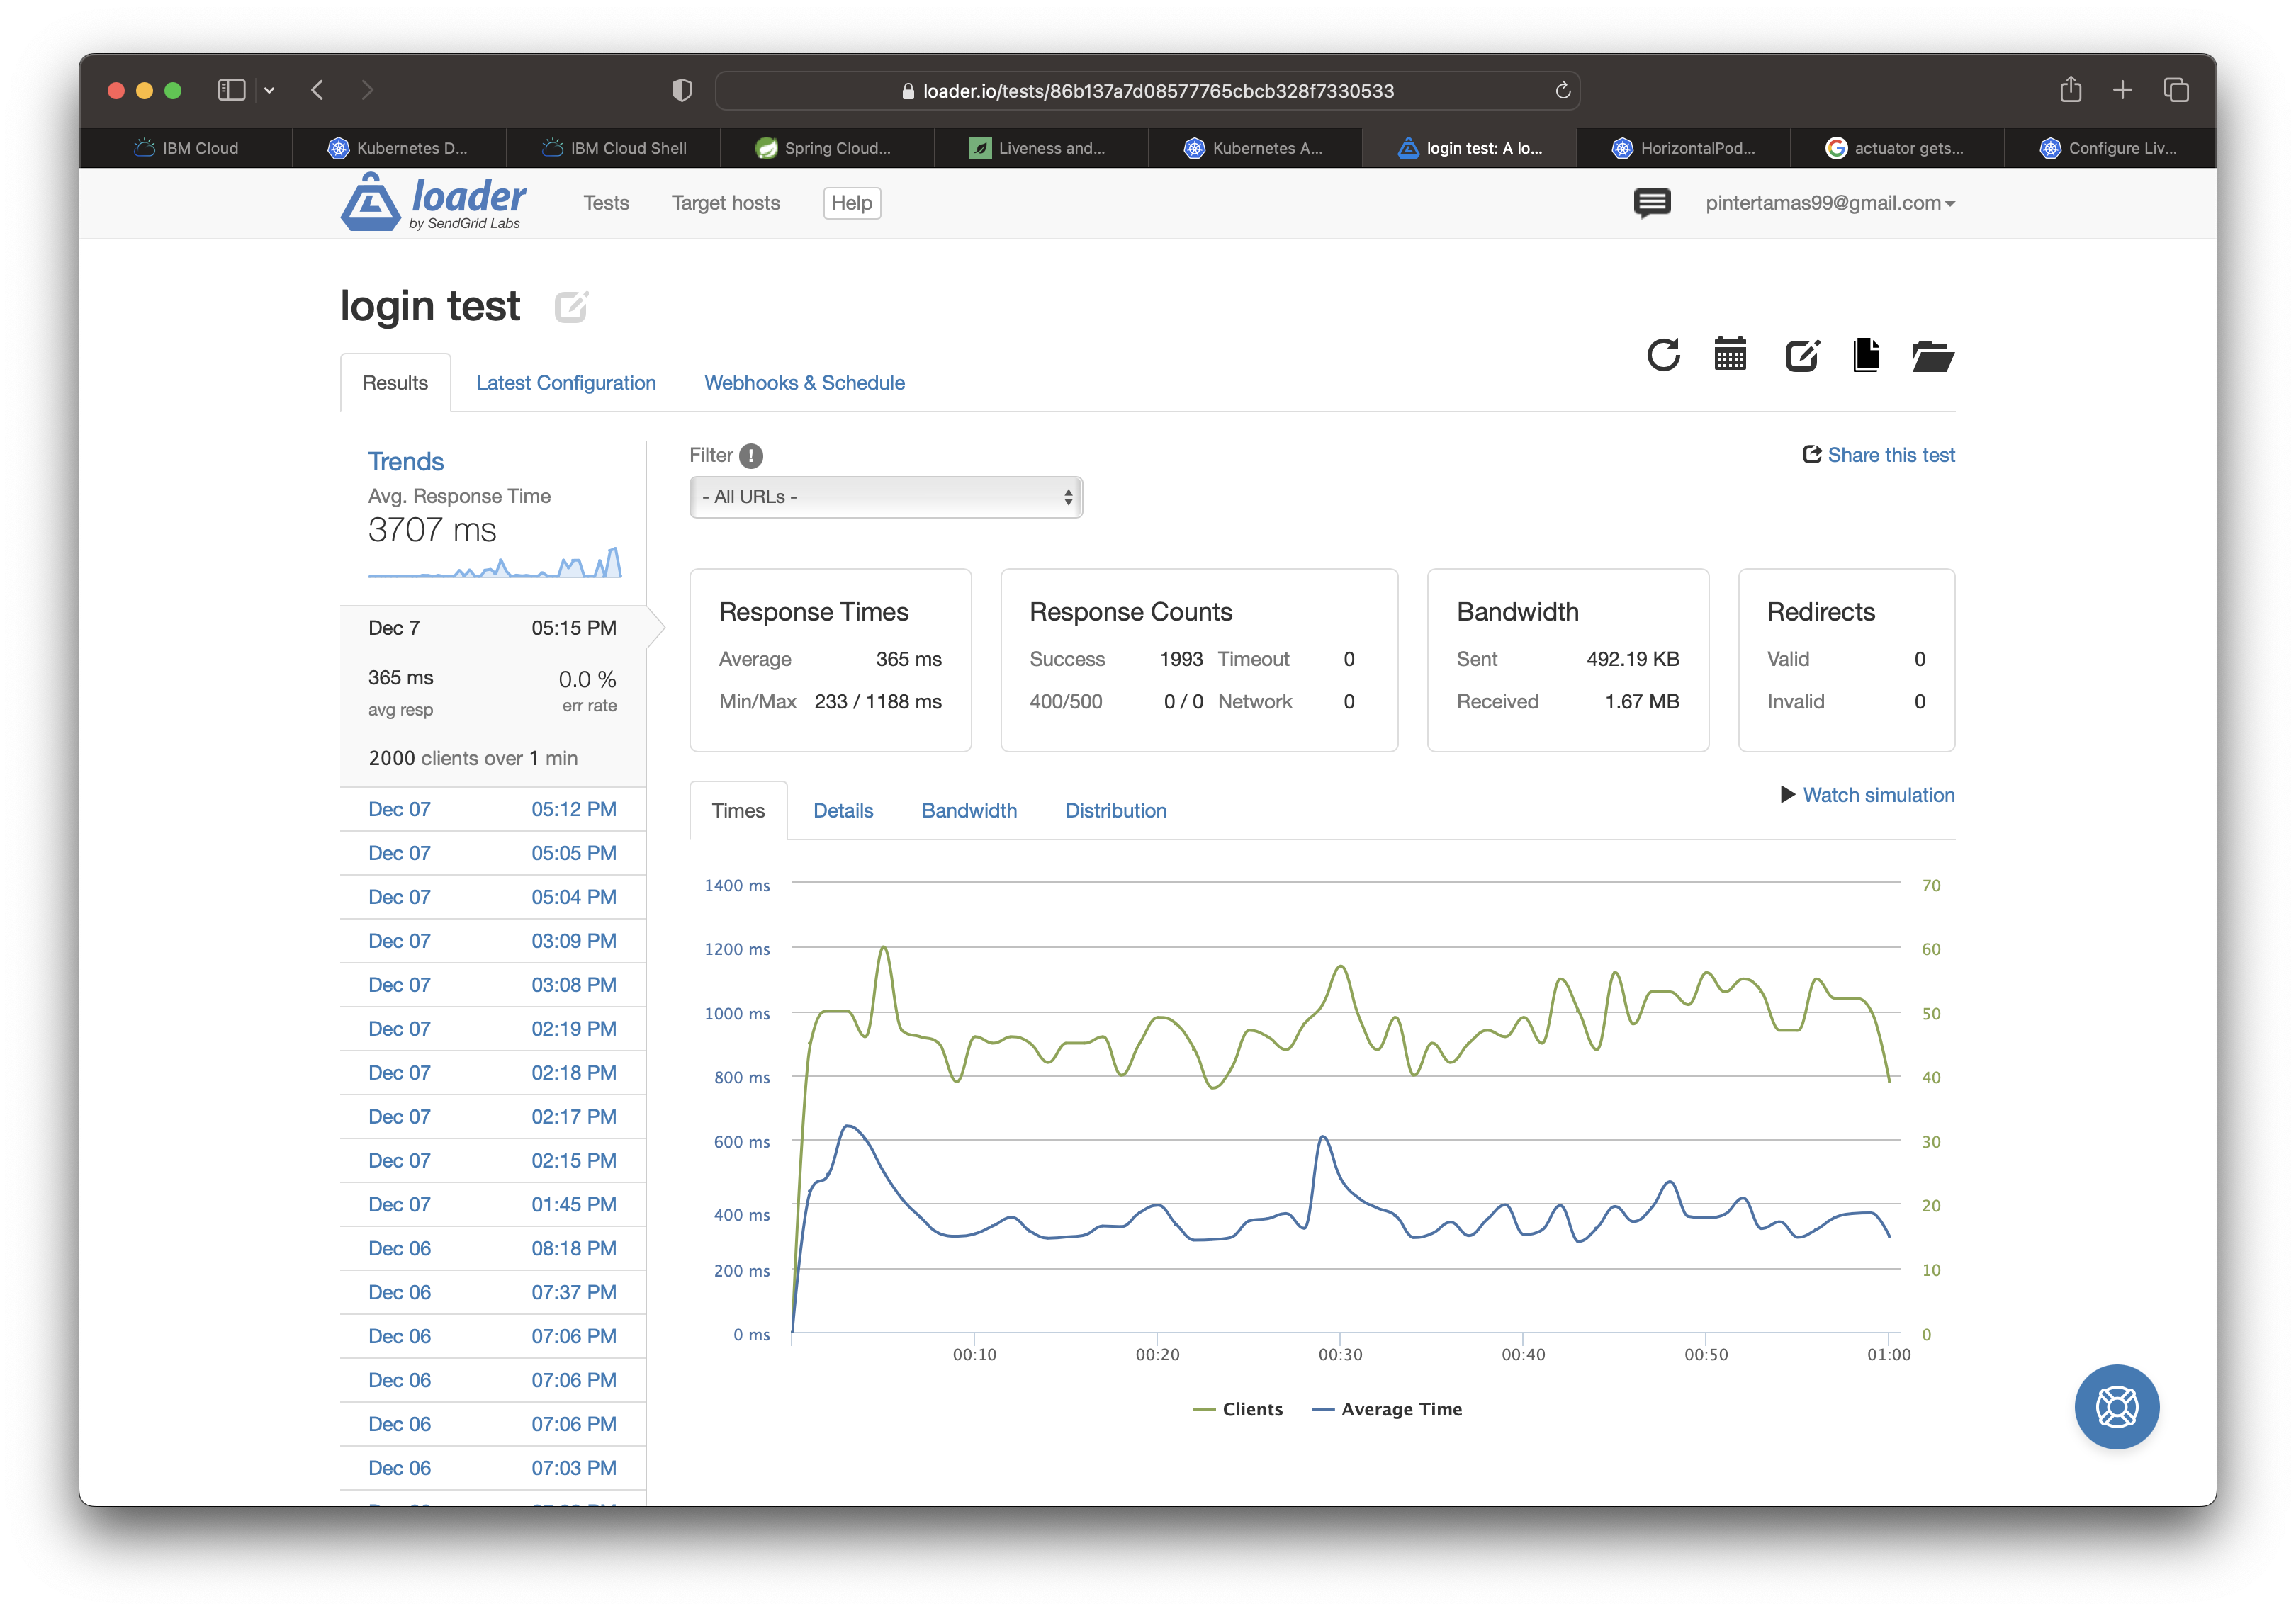 loader.io/tests/86b137a7d08577765cbcb328f7330533
IBM Cloud
Kubernetes D...
IBM Cloud Shell
Spring Cloud...
Liveness and...
Kubernetes A...
login test: A lo...
HorizontalPod...
actuator gets...
Configure Liv...
loader
by SendGrid Labs
Tests
Target hosts
Help
pintertamas99@gmail.com
login test
Results
Latest Configuration
Webhooks & Schedule
Trends
Avg. Response Time
3707 ms
Dec 7 05:15 PM
365 ms 0.0 %
avg resp err rate
2000 clients over 1 min
Dec 07 05:12 PM
Dec 07 05:05 PM
Dec 07 05:04 PM
Dec 07 03:09 PM
Dec 07 03:08 PM
Dec 07 02:19 PM
Dec 07 02:18 PM
Dec 07 02:17 PM
Dec 07 02:15 PM
Dec 07 01:45 PM
Dec 06 08:18 PM
Dec 06 07:37 PM
Dec 06 07:06 PM
Dec 06 07:06 PM
Dec 06 07:06 PM
Dec 06 07:03 PM
Filter !
- All URLs -
Share this test
Response Times
Average 365 ms
Min/Max 233 / 1188 ms
Response Counts
Success 1993 Timeout 0
400/500 0 / 0 Network 0
Bandwidth
Sent 492.19 KB
Received 1.67 MB
Redirects
Valid 0
Invalid 0
Times
Details
Bandwidth
Distribution
Watch simulation
1400 ms 70
1200 ms 60
1000 ms 50
800 ms 40
600 ms 30
400 ms 20
200 ms 10
0 ms 0
00:10 00:20 00:30 00:40 00:50 01:00
Clients Average Time